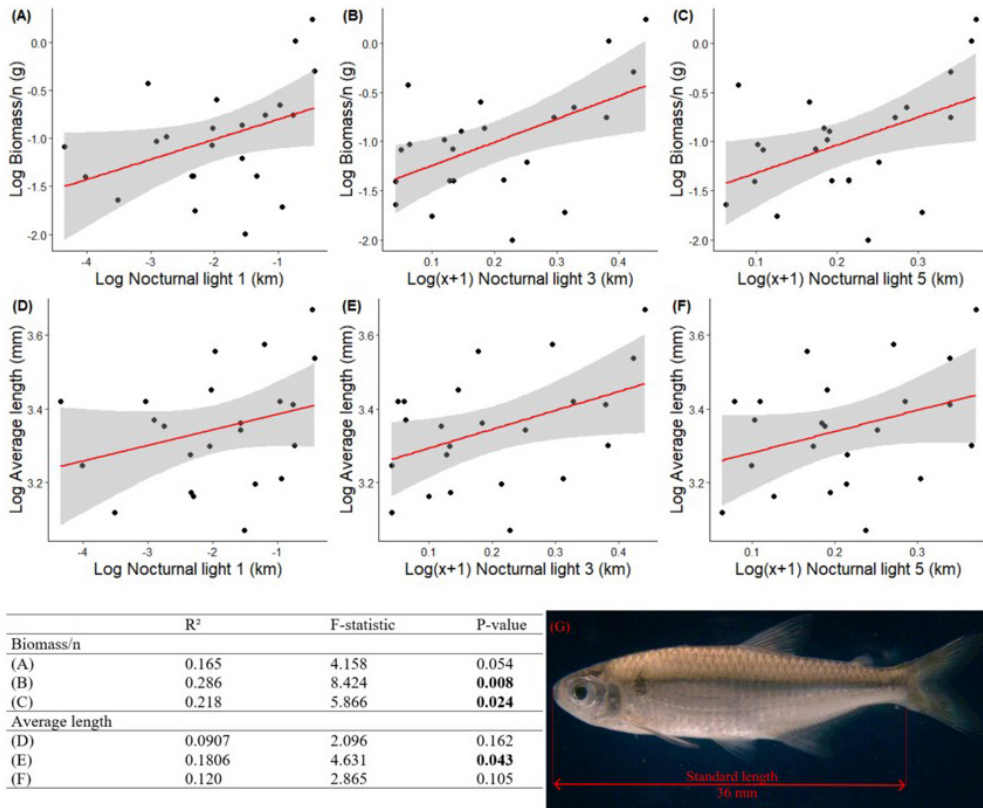 (A) (B) (C)
Log Biomass/n (g) Log Biomass/n (g) Log Biomass/n (g)
0.0 0.0 0.0
-0.5 -0.5 -0.5
-1.0 -1.0 -1.0
-1.5 -1.5 -1.5
-2.0 -2.0 -2.0
-4 -3 -2 -1 0.1 0.2 0.3 0.4 0.1 0.2 0.3
Log Nocturnal light 1 (km) Log(x+1) Nocturnal light 3 (km) Log(x+1) Nocturnal light 5 (km)
(D) (E) (F)
Log Average length (mm) Log Average length (mm) Log Average length (mm)
3.6 3.6 3.6
3.4 3.4 3.4
3.2 3.2 3.2
-4 -3 -2 -1 0.1 0.2 0.3 0.4 0.1 0.2 0.3
Log Nocturnal light 1 (km) Log(x+1) Nocturnal light 3 (km) Log(x+1) Nocturnal light 5 (km)
R² F-statistic P-value
Biomass/n
(A) 0.165 4.158 0.054
(B) 0.286 8.424 0.008
(C) 0.218 5.866 0.024
Average length
(D) 0.0907 2.096 0.162
(E) 0.1806 4.631 0.043
(F) 0.120 2.865 0.105
(G)
Standard length
36 mm